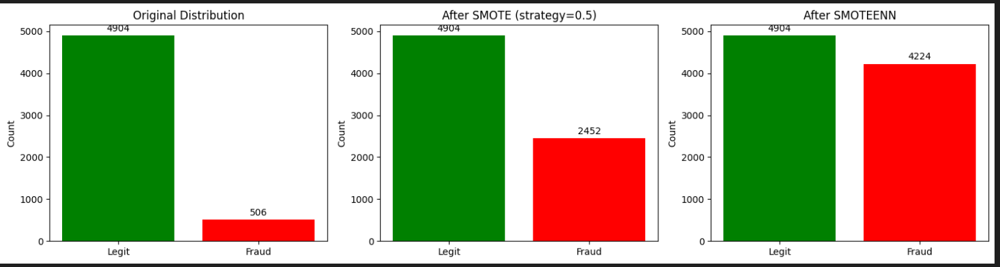 Original Distribution
Count
5000
4000
3000
2000
1000
0
4904
506
Legit
Fraud
After SMOTE (strategy=0.5)
Count
5000
4000
3000
2000
1000
0
4904
2452
Legit
Fraud
After SMOTEENN
Count
5000
4000
3000
2000
1000
0
4904
4224
Legit
Fraud